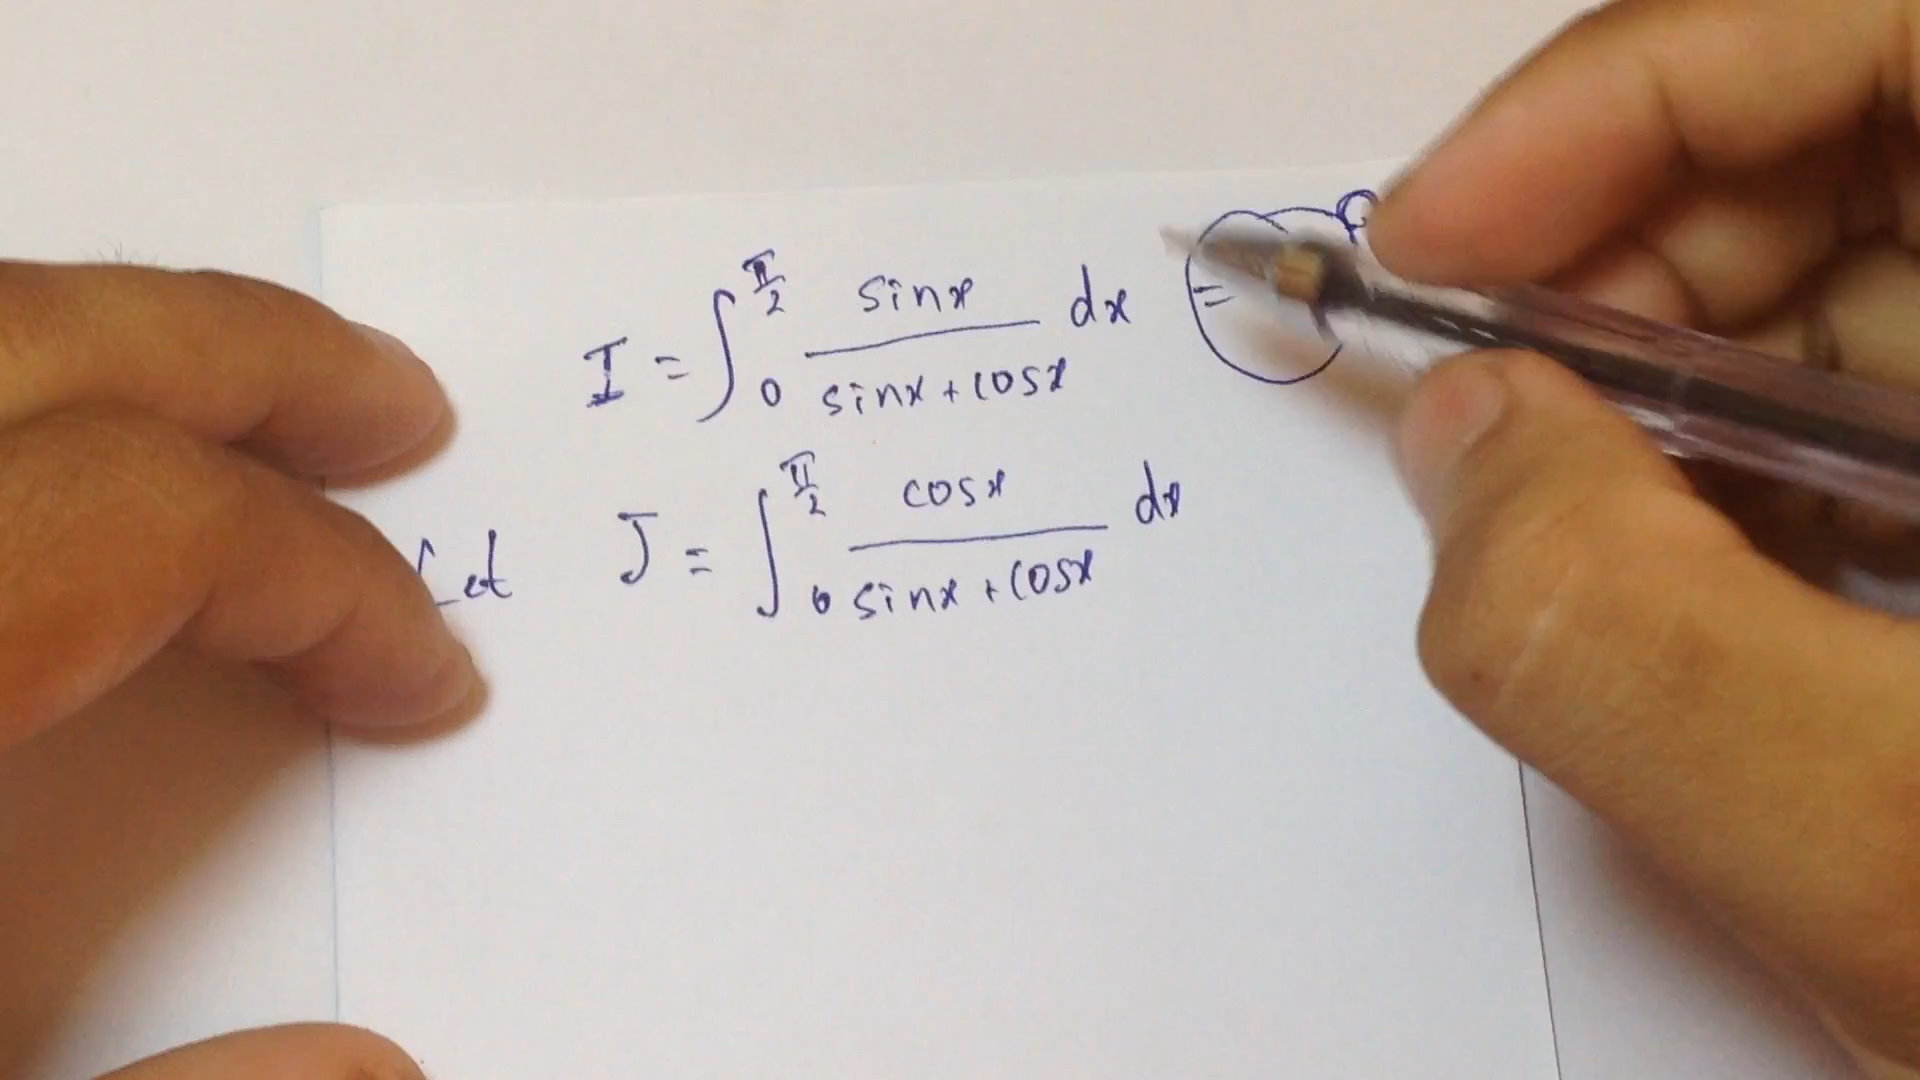 I = ∫₀^(π/2) sinx / (sinx + cosx) dx =
Let J = ∫₀^(π/2) cosx / (sinx + cosx) dx